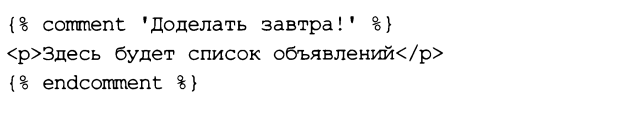 {% comment 'Доделать завтра!' %}
<p>Здесь будет список объявлений</p>
{% endcomment %}